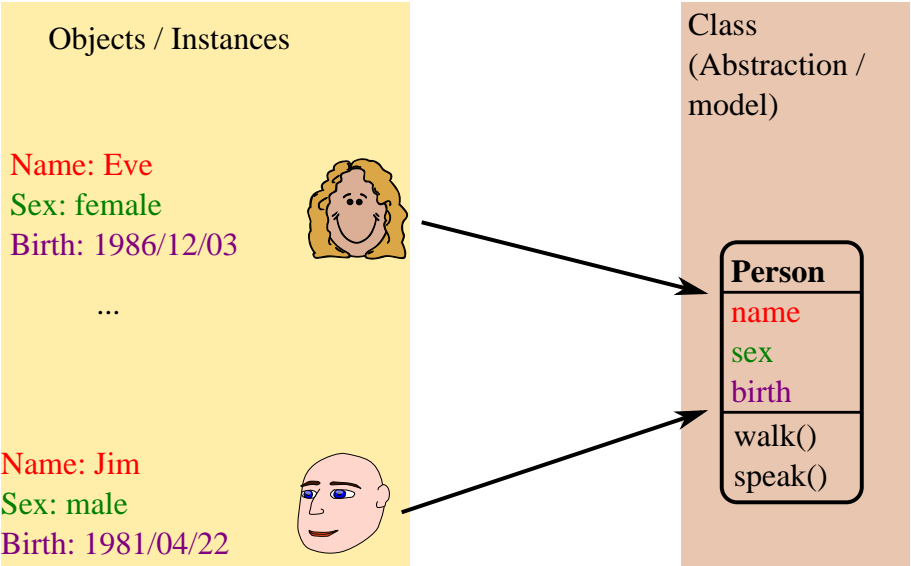 Objects / Instances
Name: Eve
Sex: female
Birth: 1986/12/03
...
Name: Jim
Sex: male
Birth: 1981/04/22
Class
(Abstraction /
model)
Person
name
sex
birth
walk()
speak()